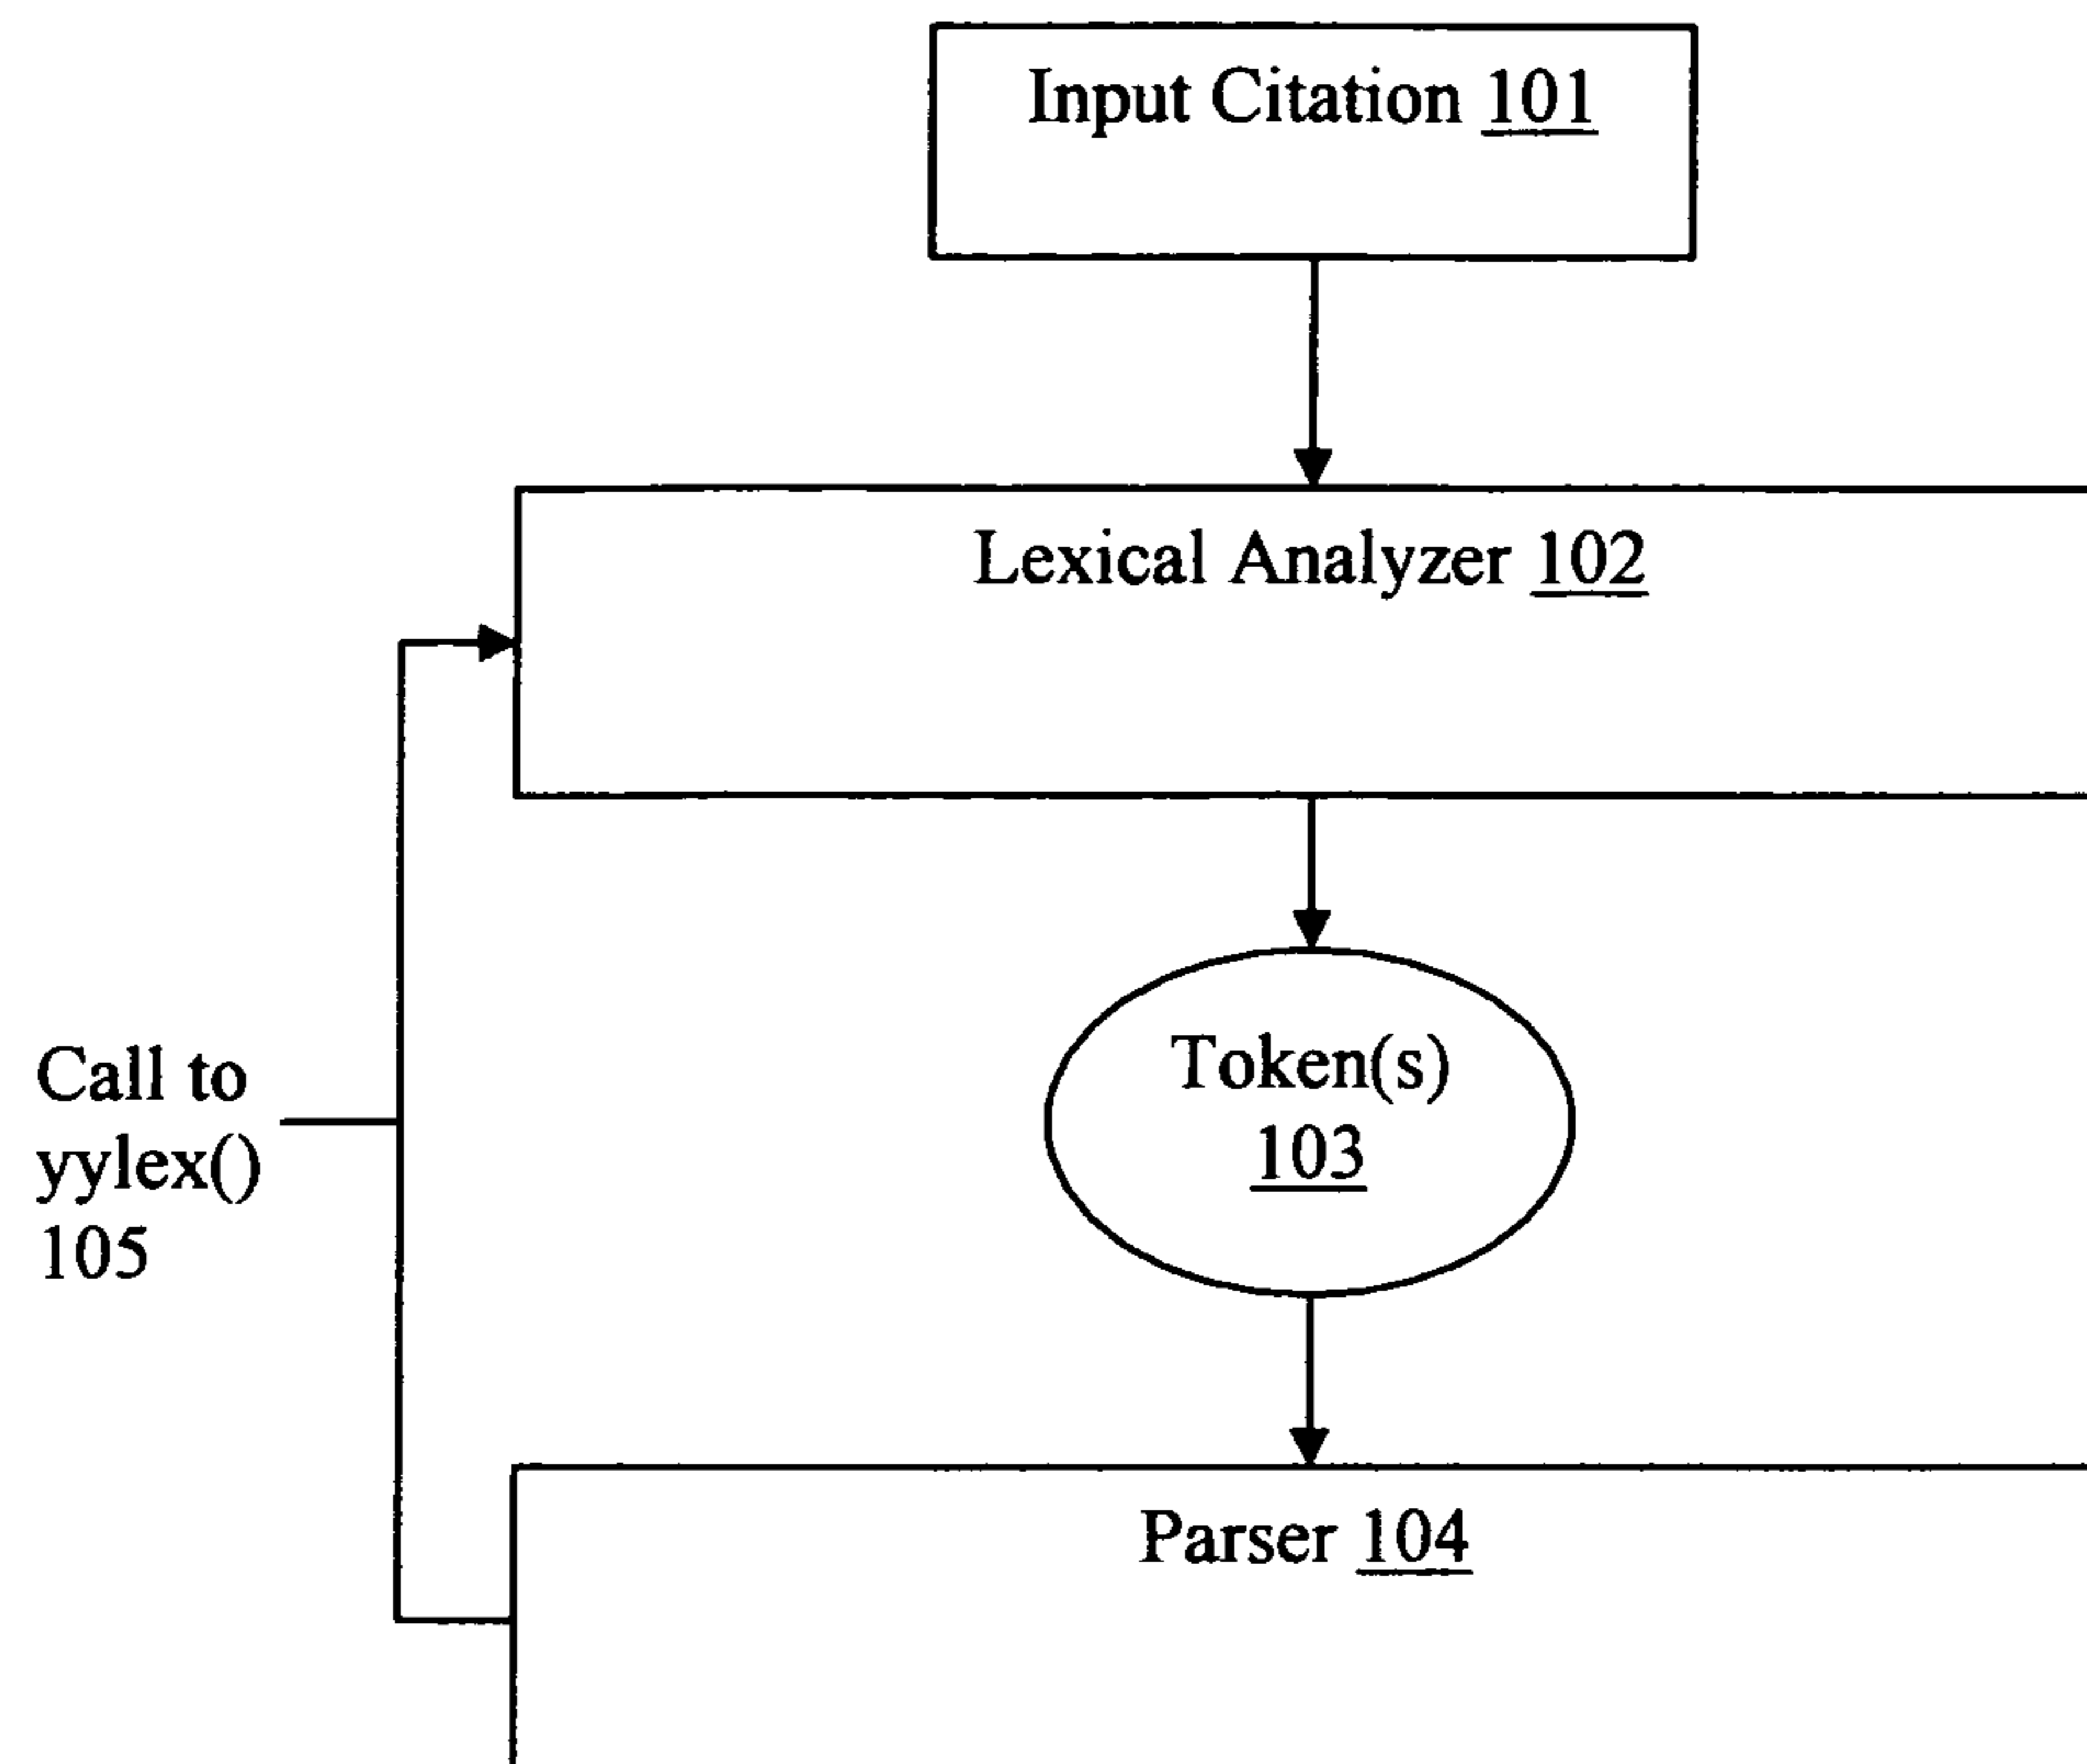 Input Citation 101
Lexical Analyzer 102
Token(s)
103
Call to
yylex()
105
Parser 104